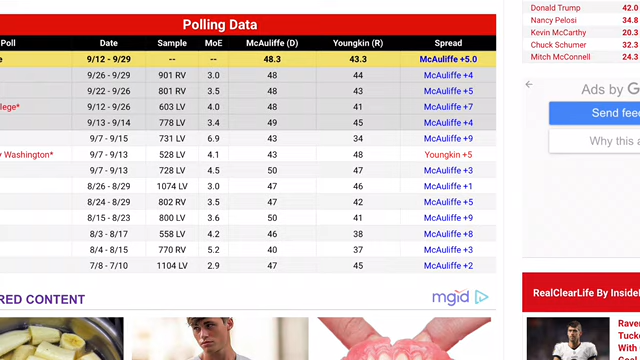 Polling Data
Poll Date Sample MoE McAuliffe (D) Youngkin (R) Spread
e 9/12 - 9/29 -- -- 48.3 43.3 McAuliffe +5.0
9/26 - 9/29 901 RV 3.0 48 44 McAuliffe +4
9/22 - 9/26 801 RV 3.5 48 43 McAuliffe +5
llege* 9/12 - 9/26 603 LV 4.0 48 41 McAuliffe +7
9/13 - 9/14 778 LV 3.4 49 45 McAuliffe +4
9/7 - 9/15 731 LV 6.9 43 34 McAuliffe +9
y Washington* 9/7 - 9/13 528 LV 4.1 43 48 Youngkin +5
9/7 - 9/13 728 LV 4.5 50 47 McAuliffe +3
8/26 - 8/29 1074 LV 3.0 47 46 McAuliffe +1
8/24 - 8/29 802 RV 3.5 47 42 McAuliffe +5
8/15 - 8/23 800 LV 3.6 50 41 McAuliffe +9
8/3 - 8/17 558 LV 4.2 46 38 McAuliffe +8
8/4 - 8/15 770 RV 5.2 40 37 McAuliffe +3
7/8 - 7/10 1104 LV 2.9 47 45 McAuliffe +2
RED CONTENT
mgid
Donald Trump 42.0
Nancy Pelosi 34.8
Kevin McCarthy 20.3
Chuck Schumer 32.3
Mitch McConnell 24.3
Ads by G
Send feed
Why this a
RealClearLife By InsideH
Raven
Tucke
With
Coal